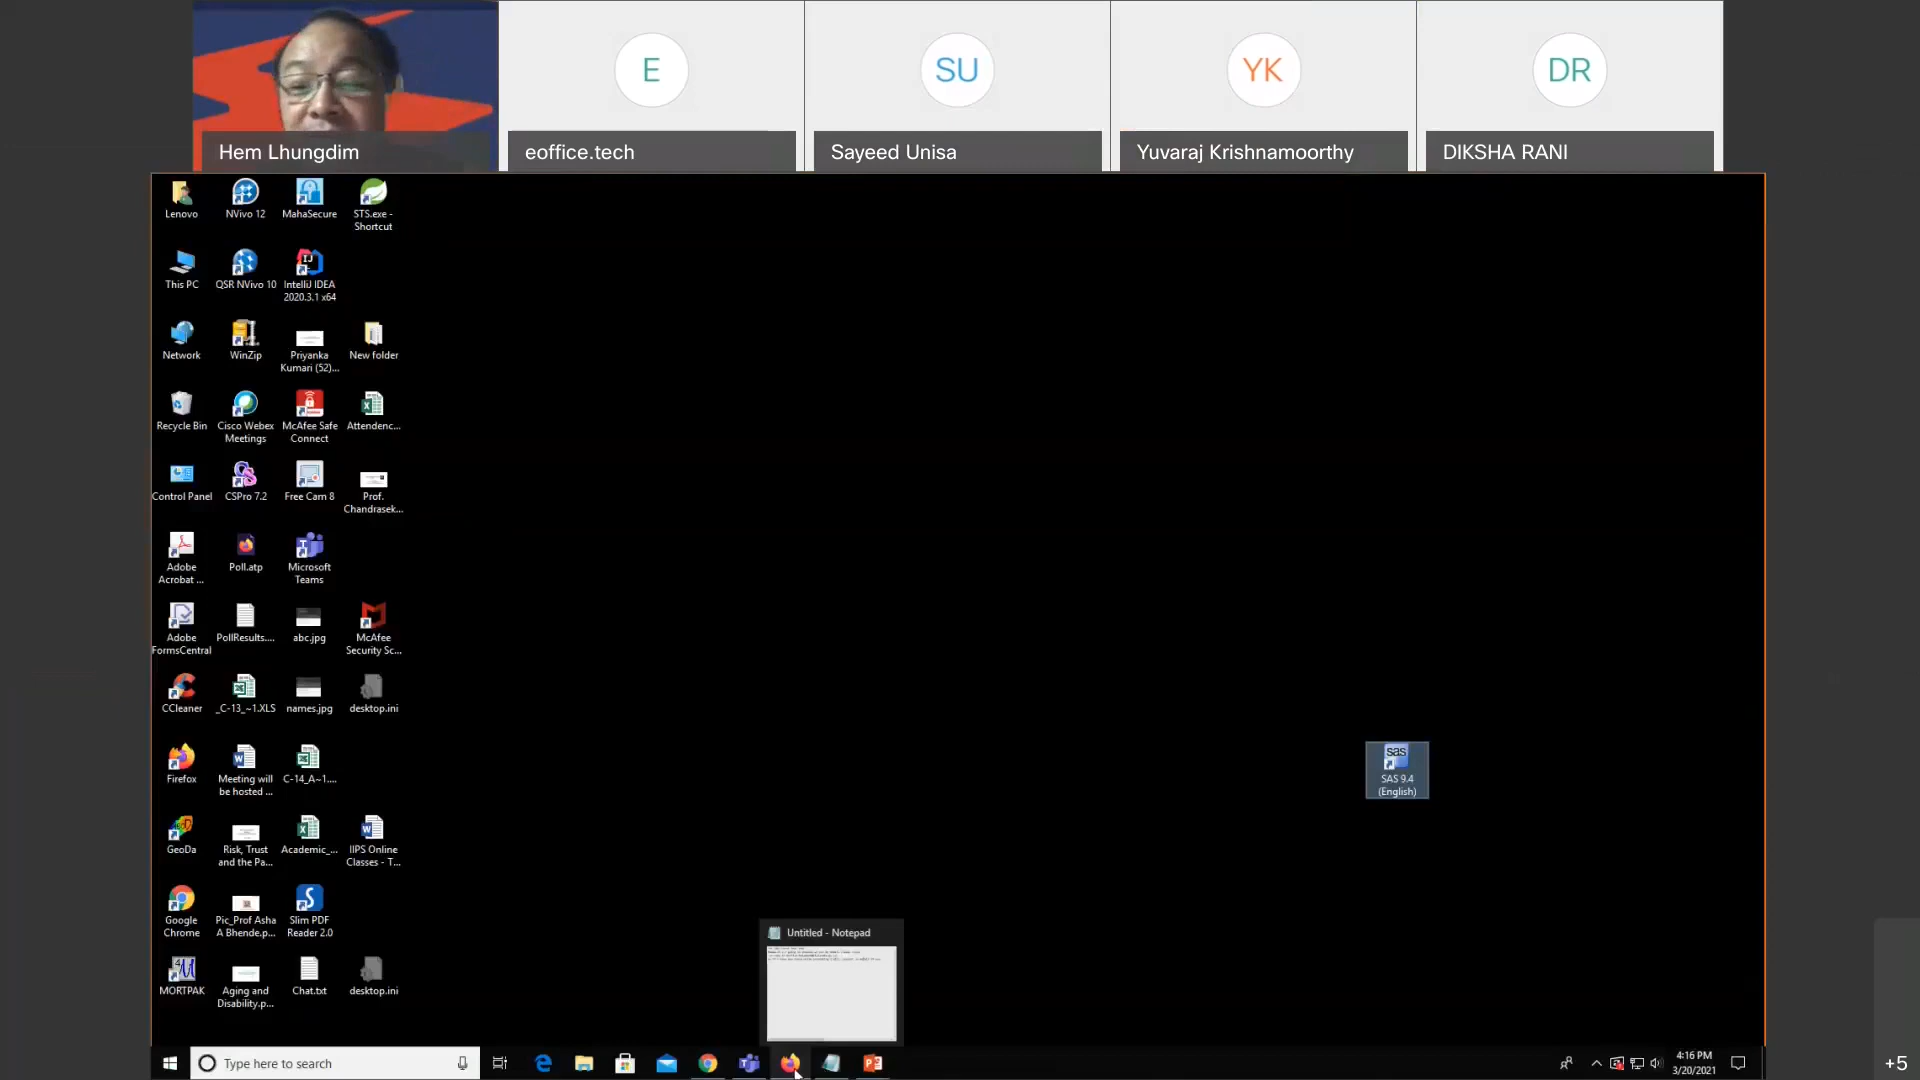 E
SU
YK
DR
Hem Lhungdim
eoffice.tech
Sayeed Unisa
Yuvaraj Krishnamoorthy
DIKSHA RANI
Lenovo
NVivo 12
MahaSecure
STS.exe -
Shortcut
This PC
QSR NVivo 10
IntelliJ IDEA
2020.3.1 x64
Network
WinZip
Priyanka
Kumari (52)...
New folder
Recycle Bin
Cisco Webex
Meetings
McAfee Safe
Connect
Attendenc...
Control Panel
CSPro 7.2
Free Cam 8
Prof.
Chandrasek...
Adobe
Acrobat ...
Poll.atp
Microsoft
Teams
Adobe
FormsCentral
PollResults....
abc.jpg
McAfee
Security Sc...
CCleaner
_C-13_~1.XLS
names.jpg
desktop.ini
Firefox
Meeting will
be hosted ...
C-14_A~1....
sas
SAS 9.4
(English)
GeoDa
Risk, Trust
and the Pa...
Academic_...
IIPS Online
Classes - T...
Google
Chrome
Pic_Prof Asha
A Bhende.p...
Slim PDF
Reader 2.0
Untitled - Notepad
MORTPAK
Aging and
Disability.p...
Chat.txt
desktop.ini
Type here to search
4:16 PM
3/20/2021
+5